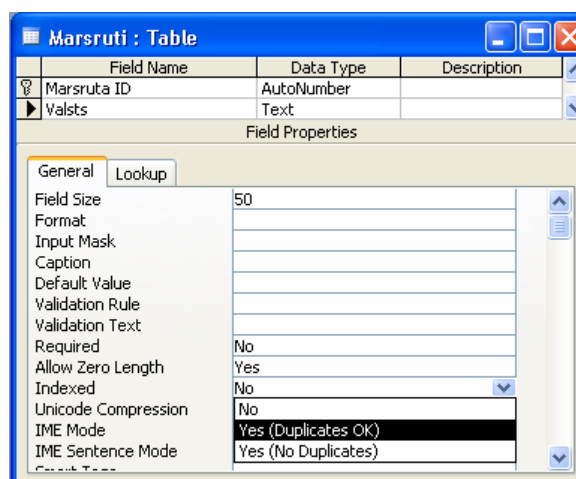 Marsruti : Table
Field Name Data Type Description
Marsruta ID AutoNumber
Valsts Text
Field Properties
General Lookup
Field Size 50
Format
Input Mask
Caption
Default Value
Validation Rule
Validation Text
Required No
Allow Zero Length Yes
Indexed No
Unicode Compression No
IME Mode Yes (Duplicates OK)
IME Sentence Mode Yes (No Duplicates)